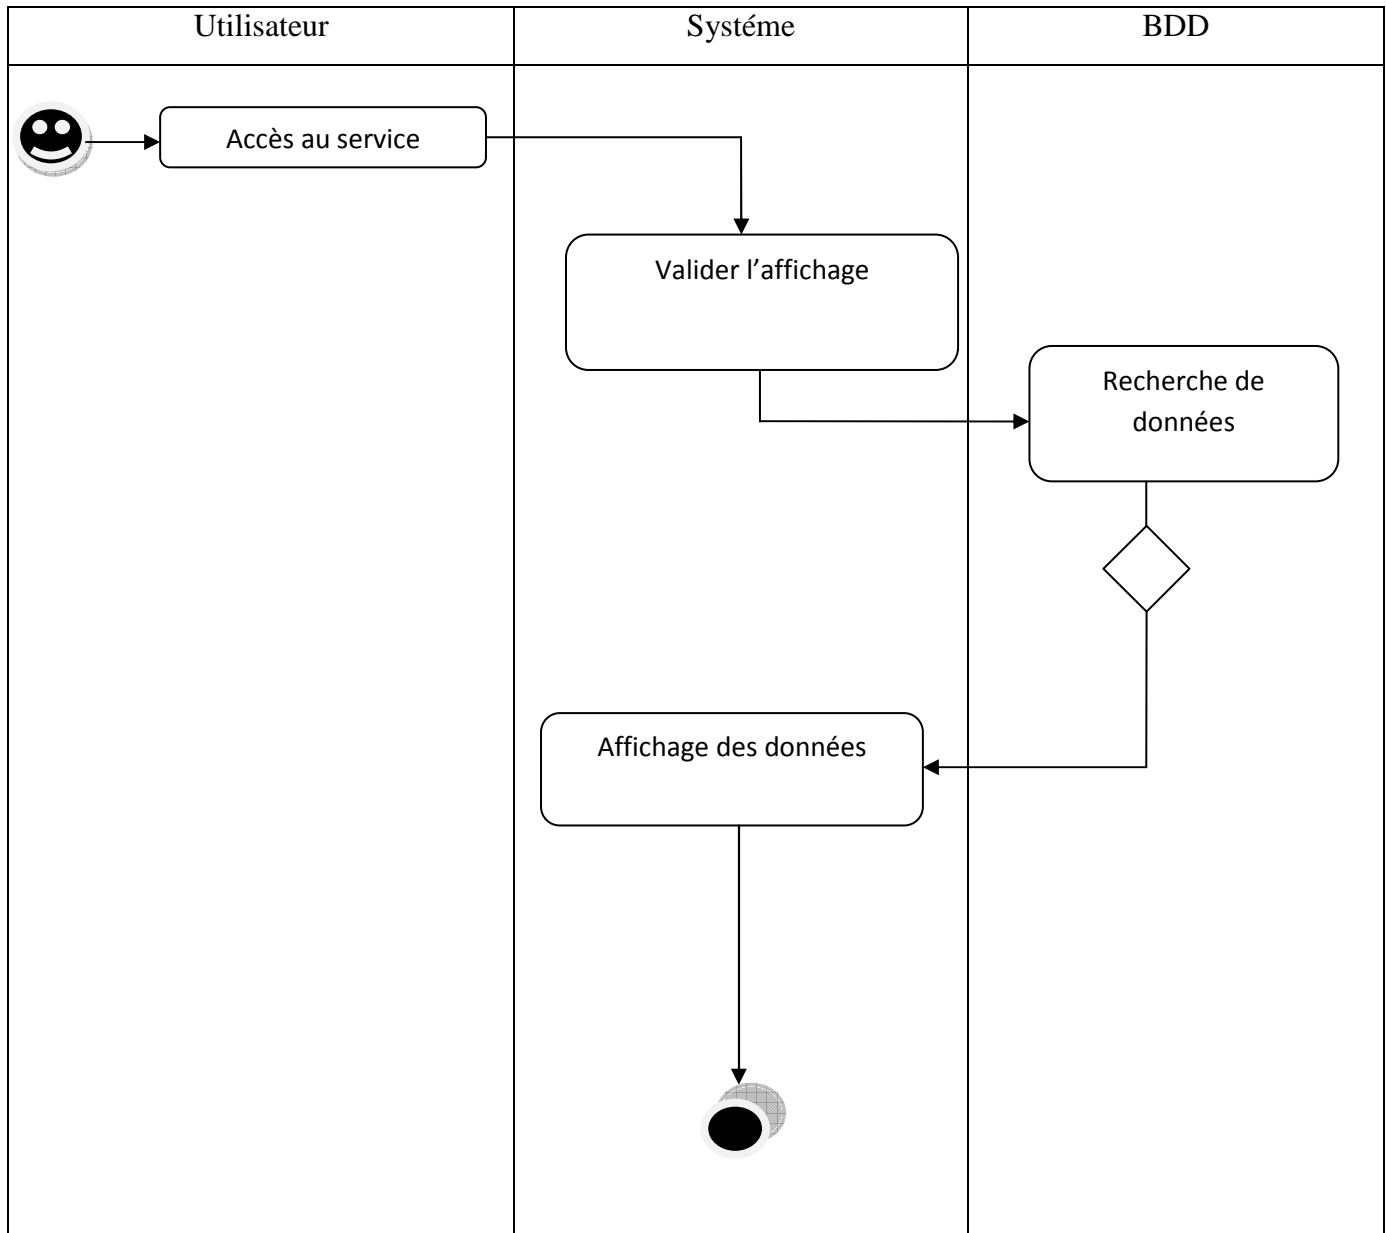 Utilisateur
Systéme
BDD
Accès au service
Valider l’affichage
Recherche de
données
Affichage des données